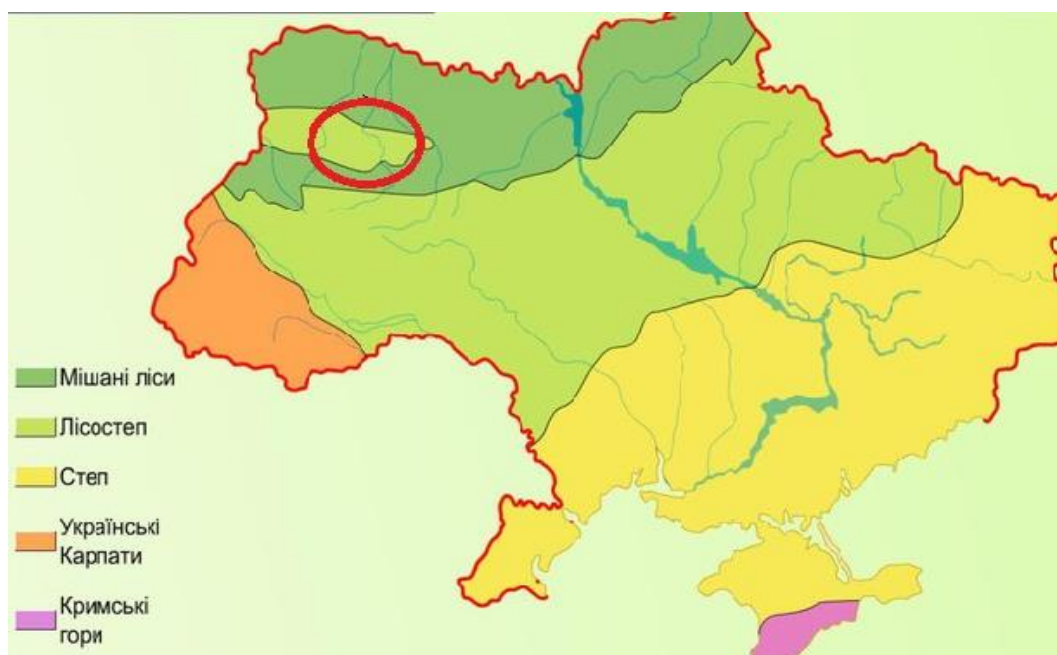 Мішані ліси
Лісостеп
Степ
Українські
Карпати
Кримські
гори